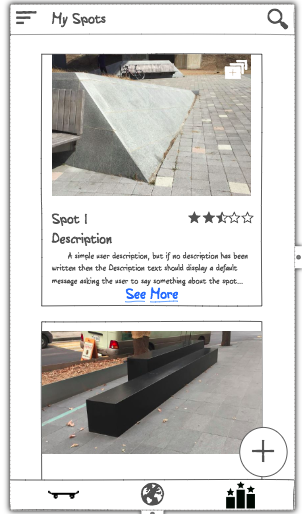 My Spots
Spot 1
Description
A simple user description, but if no description has been
written then the Description text should display a default
message asking the user to say something about the spot...
See More